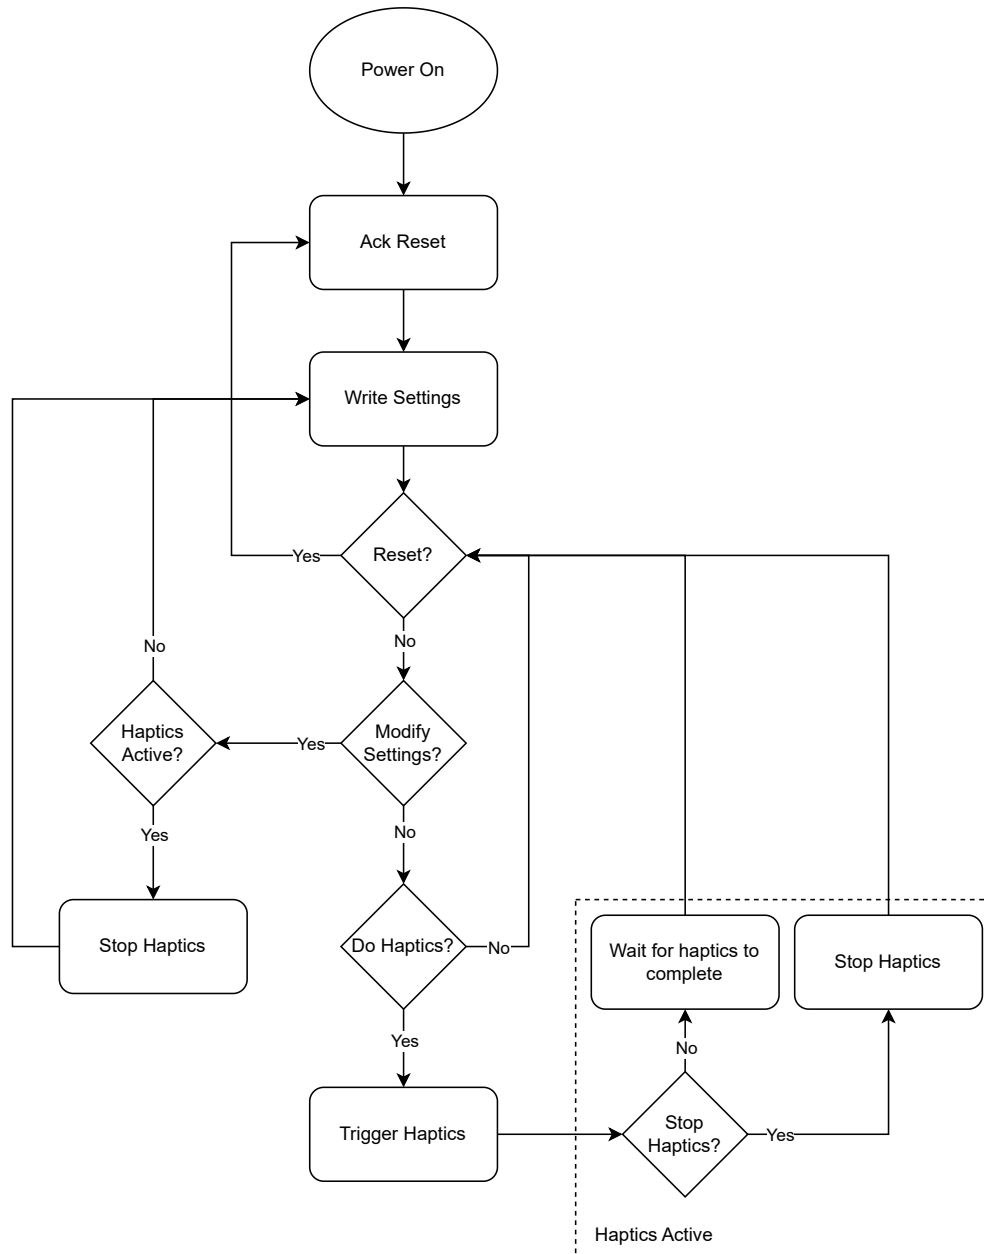 Power On
Ack Reset
Write Settings
Reset?
Yes
No
No
Haptics
Active?
Yes
Modify
Settings?
Yes
No
Stop Haptics
Do Haptics?
No
Wait for haptics to
complete
Stop Haptics
Yes
No
Trigger Haptics
Stop
Haptics?
Yes
Haptics Active